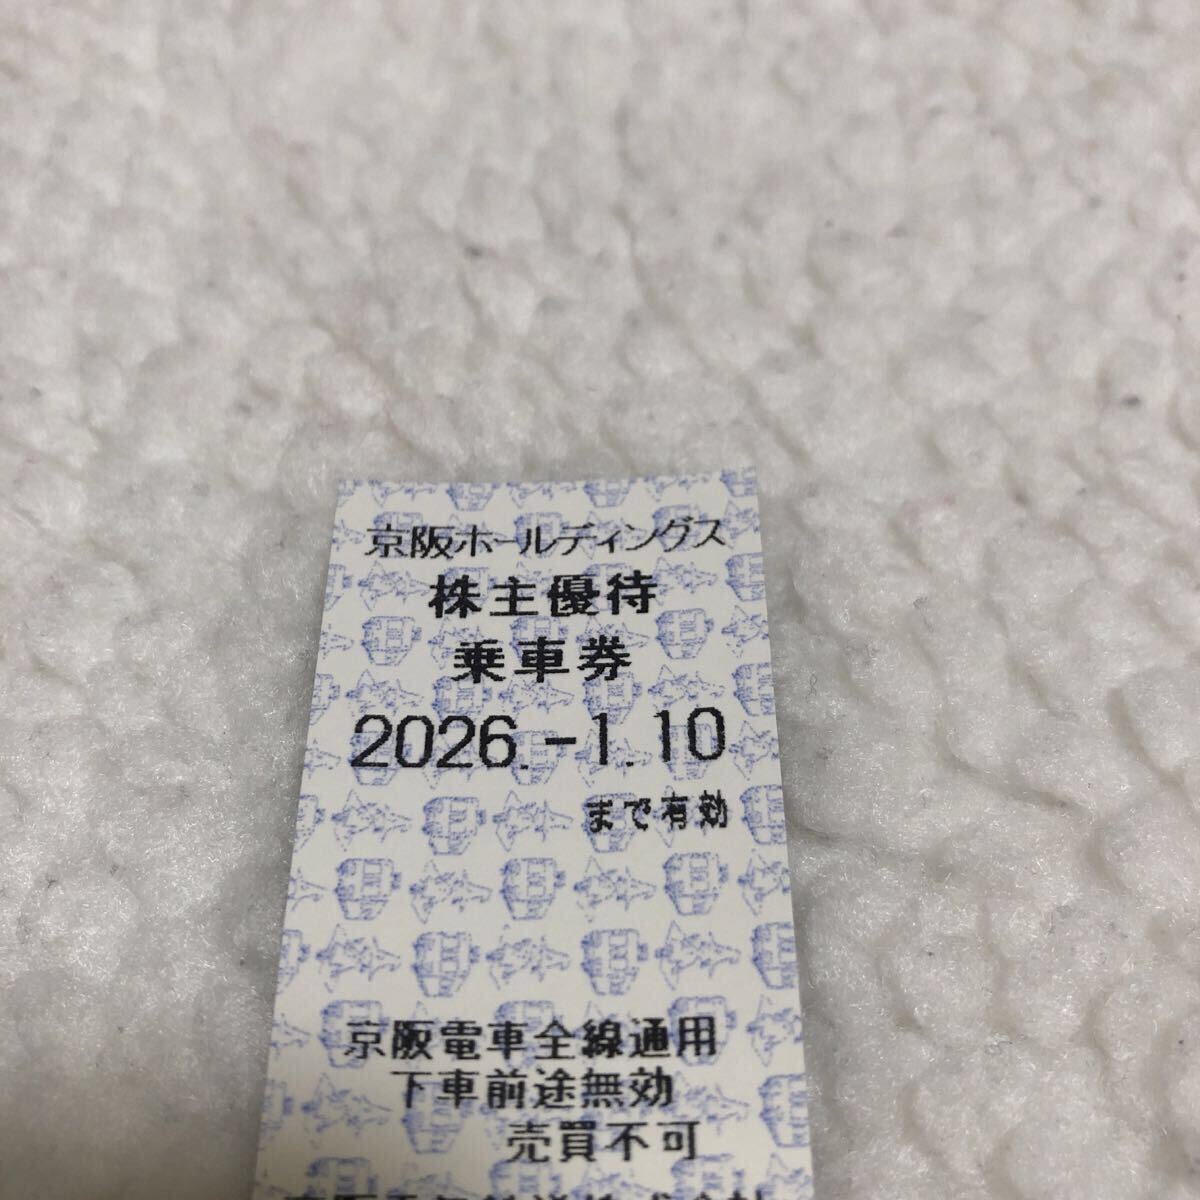 京阪ホールディングス
株主優待
乗車券
2026.-1.10
まで有効
京阪電車全線通用
下車前途無効
売買不可